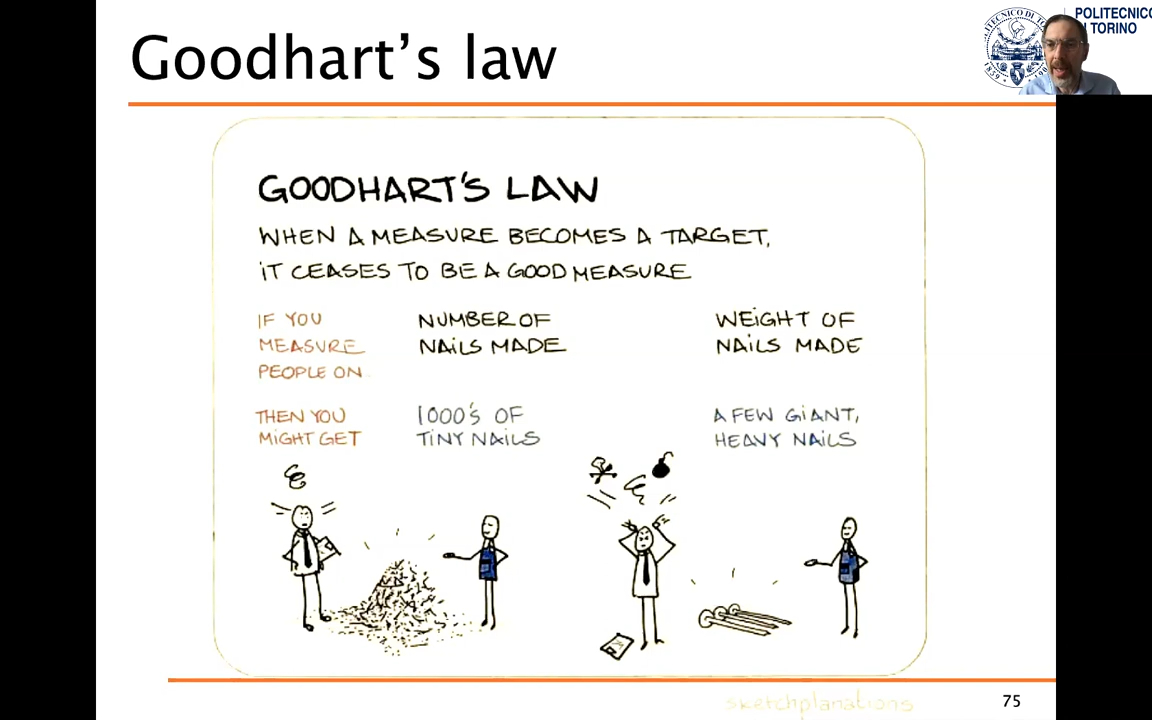 Goodhart's law
POLITECNICO
DI TORINO
GOODHART'S LAW
WHEN A MEASURE BECOMES A TARGET,
IT CEASES TO BE A GOOD MEASURE
IF YOU
MEASURE
PEOPLE ON
NUMBER OF
NAILS MADE
WEIGHT OF
NAILS MADE
THEN YOU
MIGHT GET
1000'S OF
TINY NAILS
A FEW GIANT,
HEAVY NAILS
sketchplanations
75